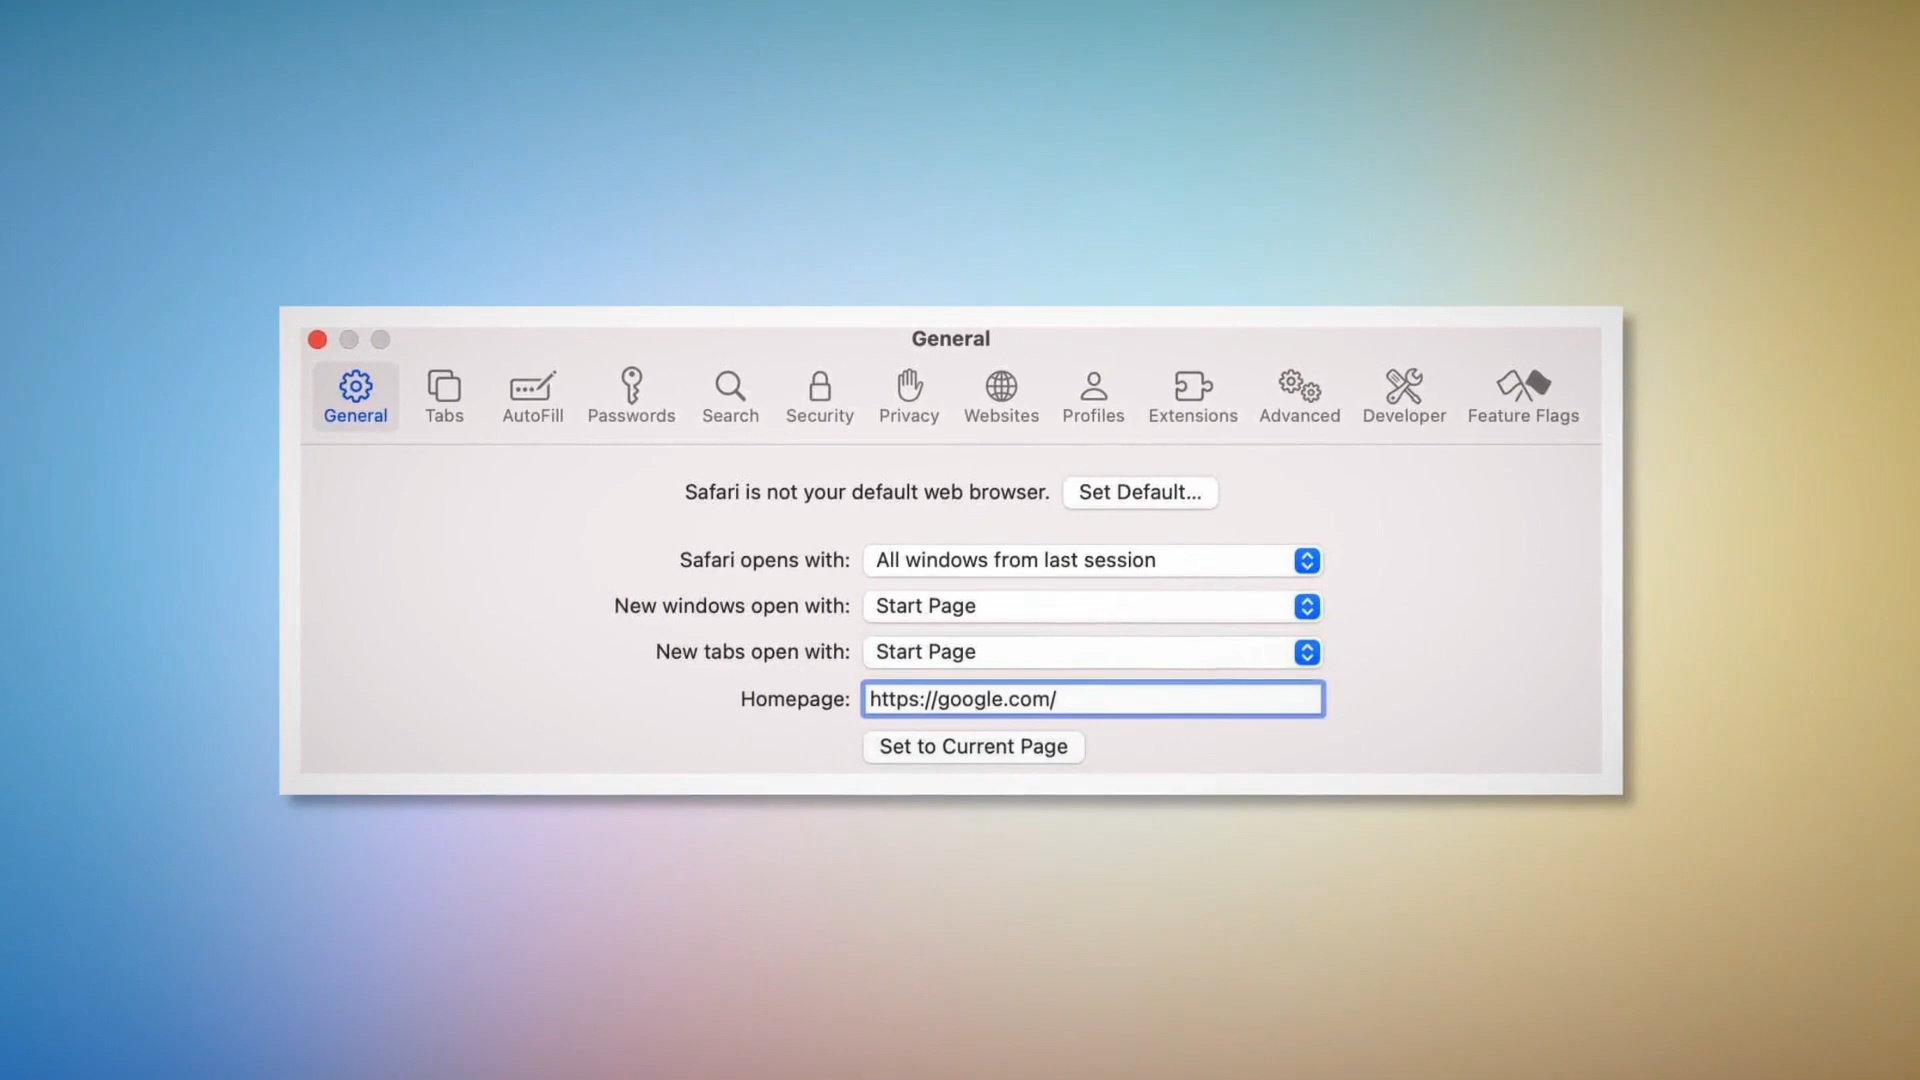 General
General Tabs AutoFill Passwords Search Security Privacy Websites Profiles Extensions Advanced Developer Feature Flags
Safari is not your default web browser. Set Default...
Safari opens with: All windows from last session
New windows open with: Start Page
New tabs open with: Start Page
Homepage: https://google.com/
Set to Current Page